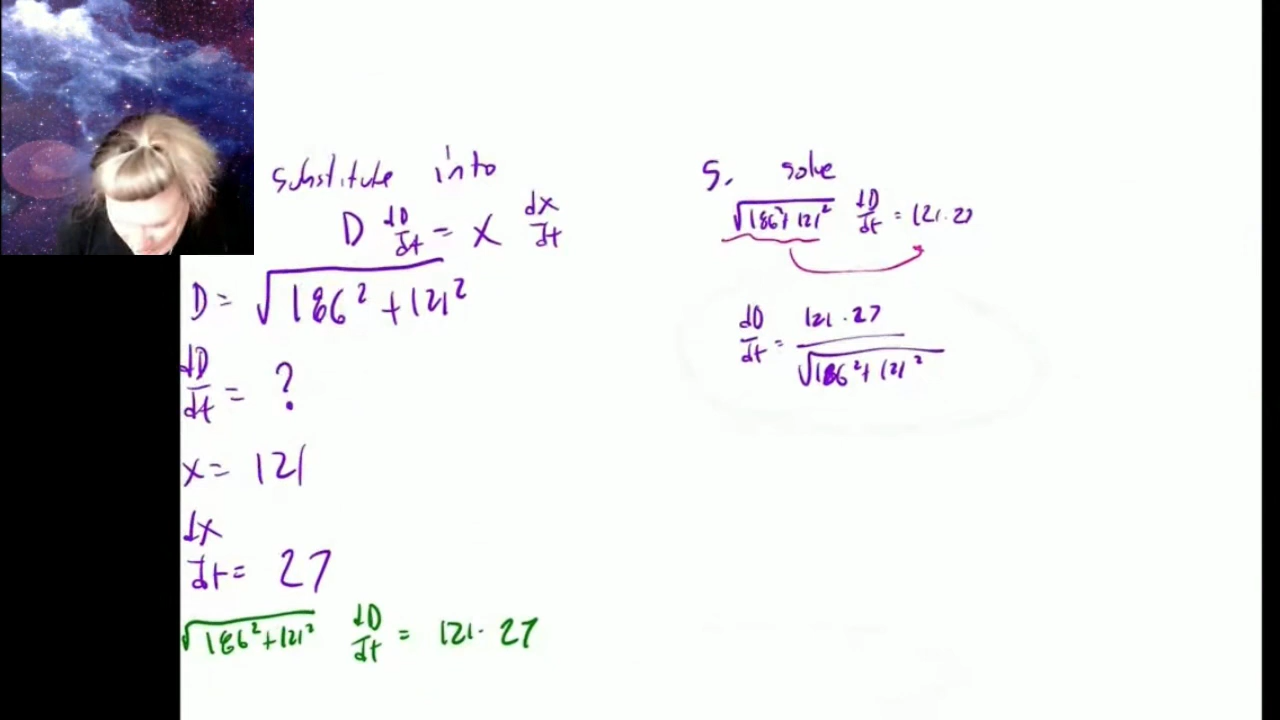 substitute into
D dD/dt = x dx/dt
D = √186² + 121²
dD/dt = ?
x = 121
dx/dt = 27
√186² + 121² dD/dt = 121 · 27
5. solve
√186² + 121² dD/dt = 121 · 27
dD/dt = 121 · 27 / √186² + 121²